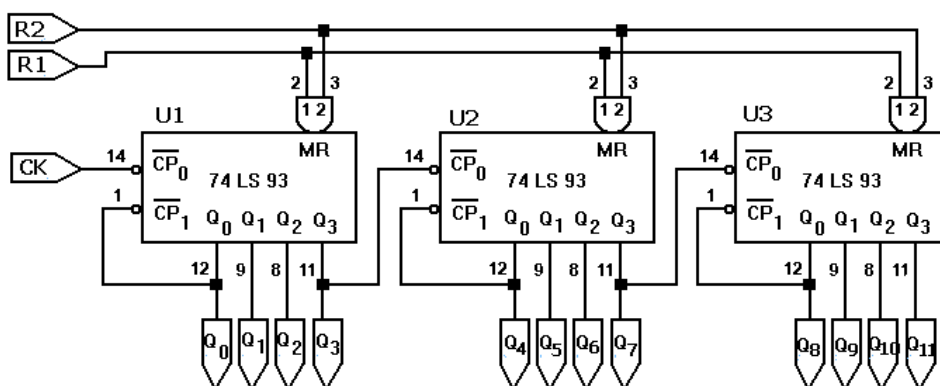 R2
R1
2 3 2 3 2 3
1 2 1 2 1 2
U1 U2 U3
MR MR MR
CK 14 CP0 14 CP0 14 CP0
74 LS 93 74 LS 93 74 LS 93
1 CP1 1 CP1 1 CP1
Q0 Q1 Q2 Q3 Q0 Q1 Q2 Q3 Q0 Q1 Q2 Q3
12 9 8 11 12 9 8 11 12 9 8 11
Q0 Q1 Q2 Q3 Q4 Q5 Q6 Q7 Q8 Q9 Q10 Q11